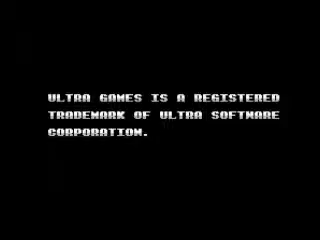 ULTRA GAMES IS A REGISTERED
TRADEMARK OF ULTRA SOFTWARE
CORPORATION.